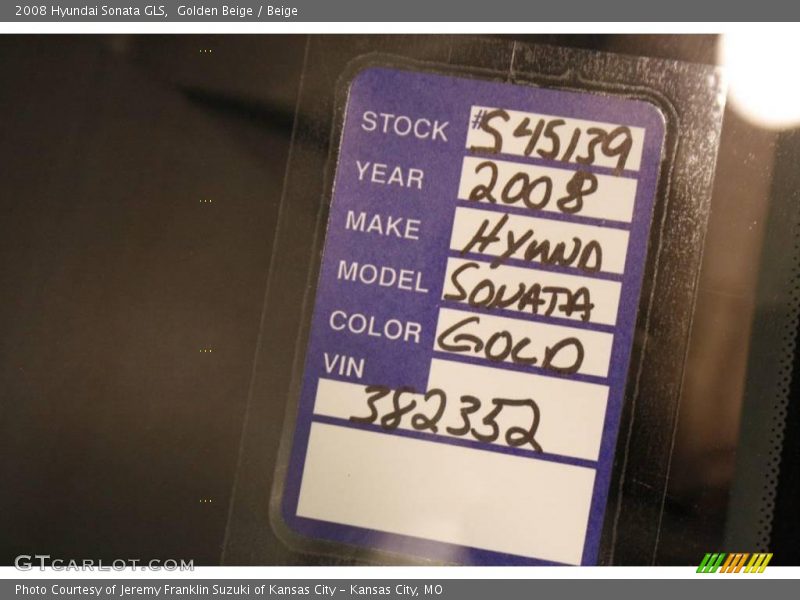 2008 Hyundai Sonata GLS,  Golden Beige / Beige
STOCK #S45139
YEAR 2008
MAKE HYUND
MODEL SONATA
COLOR GOLD
VIN
382352
GTCARLOT.COM
Photo Courtesy of Jeremy Franklin Suzuki of Kansas City – Kansas City, MO